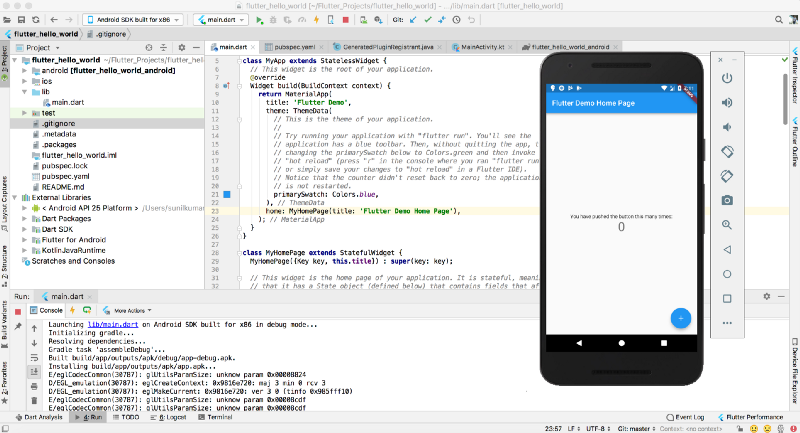 flutter_hello_world [~/Flutter_Projects/flutter_hello_world] - .../lib/main.dart
Android SDK built for x86
main.dart
Git:
flutter_hello_world
.gitignore
1: Project
Project
flutter_hello_world ~/Flutter_Projects/flutter_
android [flutter_hello_world_android]
ios
lib
main.dart
test
.gitignore
.metadata
.packages
flutter_hello_world.iml
pubspec.lock
pubspec.yaml
README.md
External Libraries
< Android API 25 Platform > /Users/sunilkumar
Dart Packages
Dart SDK
Flutter for Android
KotlinJavaRuntime
Scratches and Consoles
Layout Captures
Z: Structure
Build Variants
2: Favorites
main.dart
pubspec.yaml
GeneratedPluginRegistrant.java
MainActivity.kt
flutter_hello_world_android
class MyApp extends StatelessWidget {
// This widget is the root of your application.
@override
Widget build(BuildContext context) {
return MaterialApp(
title: 'Flutter Demo',
theme: ThemeData(
// This is the theme of your application.
//
// Try running your application with "flutter run". You'll see the
// application has a blue toolbar. Then, without quitting the app, t
// changing the primarySwatch below to Colors.green and then invoke
// "hot reload" (press "r" in the console where you ran "flutter run
// or simply save your changes to "hot reload" in a Flutter IDE).
// Notice that the counter didn't reset back to zero; the application
// is not restarted.
primarySwatch: Colors.blue,
), // ThemeData
home: MyHomePage(title: 'Flutter Demo Home Page'),
); // MaterialApp
}
}
class MyHomePage extends StatefulWidget {
MyHomePage({Key key, this.title}) : super(key: key);
// This widget is the home page of your application. It is stateful, meanin
// that it has a State object (defined below) that contains fields that aff
Flutter Demo Home Page
You have pushed the button this many times:
0
+
Flutter Inspector
Flutter Outline
Device File Explorer
Run:
main.dart
Console
More Actions
Launching lib/main.dart on Android SDK built for x86 in debug mode...
Initializing gradle...
Resolving dependencies...
Gradle task 'assembleDebug'...
Built build/app/outputs/apk/debug/app-debug.apk.
Installing build/app/outputs/apk/app.apk...
E/eglCodecCommon(30787): glUtilsParamSize: unknow param 0x00008824
D/EGL_emulation(30787): eglCreateContext: 0x9816e720: maj 3 min 0 rcv 3
D/EGL_emulation(30787): eglMakeCurrent: 0x9816e720: ver 3 0 (tinfo 0x985fff10)
E/eglCodecCommon(30787): glUtilsParamSize: unknow param 0x00008cdf
E/eglCodecCommon(30787): glUtilsParamSize: unknow param 0x00008cdf
Dart Analysis
4: Run
TODO
6: Logcat
Terminal
Event Log
Flutter Performance
23:57
LF
UTF-8
Git: master
Context: <no context>